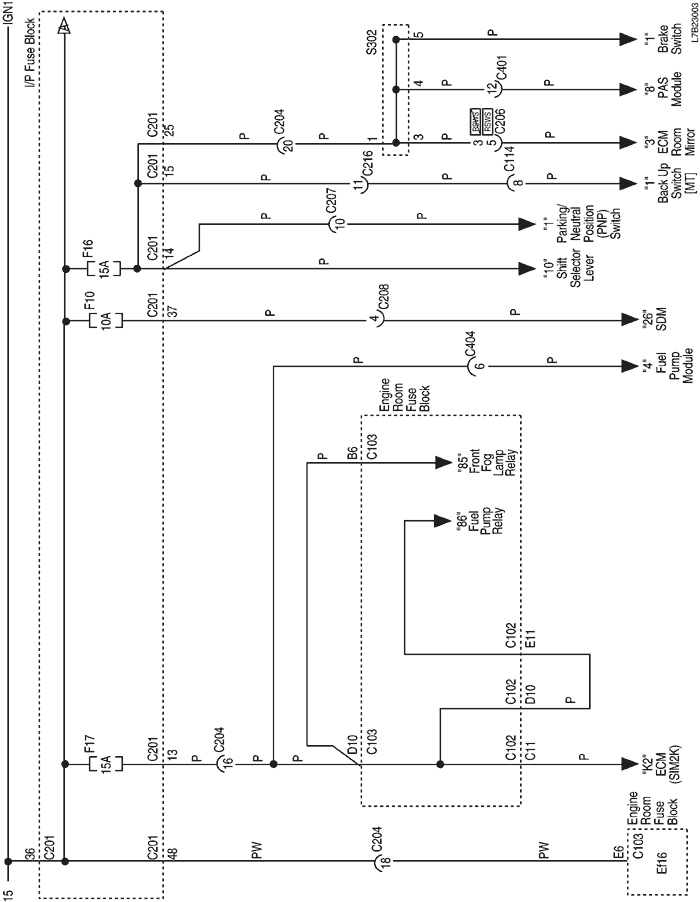 15
IGN1
I/P Fuse Block
A
36
C201
F17
15A
F10
10A
F16
15A
C201
48
C201
13
C201
37
C201
14
C201
15
C201
25
PW
18
C204
PW
E6
C103
Ef16
Engine
Room
Fuse
Block
P
16
C204
P
P
D10
C103
C102
C11
P
"K2"
ECM
(SIM2K)
C102
D10
C102
E11
P
"86"
Fuel
Pump
Relay
P
B6
C103
"85"
Front
Fog
Lamp
Relay
Engine
Room
Fuse
Block
P
6
C404
P
"4"
Fuel
Pump
Module
P
4
C208
P
"26"
SDM
P
"10"
Shift
Selector
Lever
P
10
C207
P
"1"
Parking/
Neutral
Position
(PNP)
Switch
P
11
C216
P
8
C114
P
"1"
Back Up
Switch
[MT]
P
20
C204
P
1
S302
3
P
BSWS
RSWS
3
5
C206
P
"3"
ECM
Room
Mirror
4
P
12
C401
P
"8"
PAS
Module
5
P
"1"
Brake
Switch
L7B23003